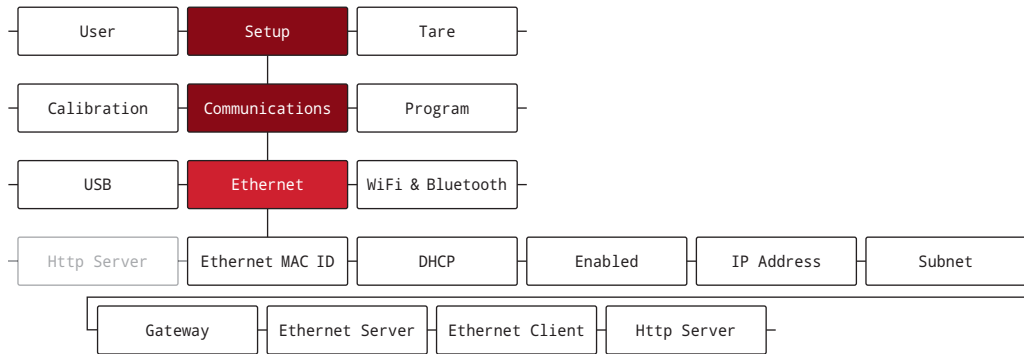 User Setup Tare
Calibration Communications Program
USB Ethernet WiFi & Bluetooth
Http Server Ethernet MAC ID DHCP Enabled IP Address Subnet
Gateway Ethernet Server Ethernet Client Http Server